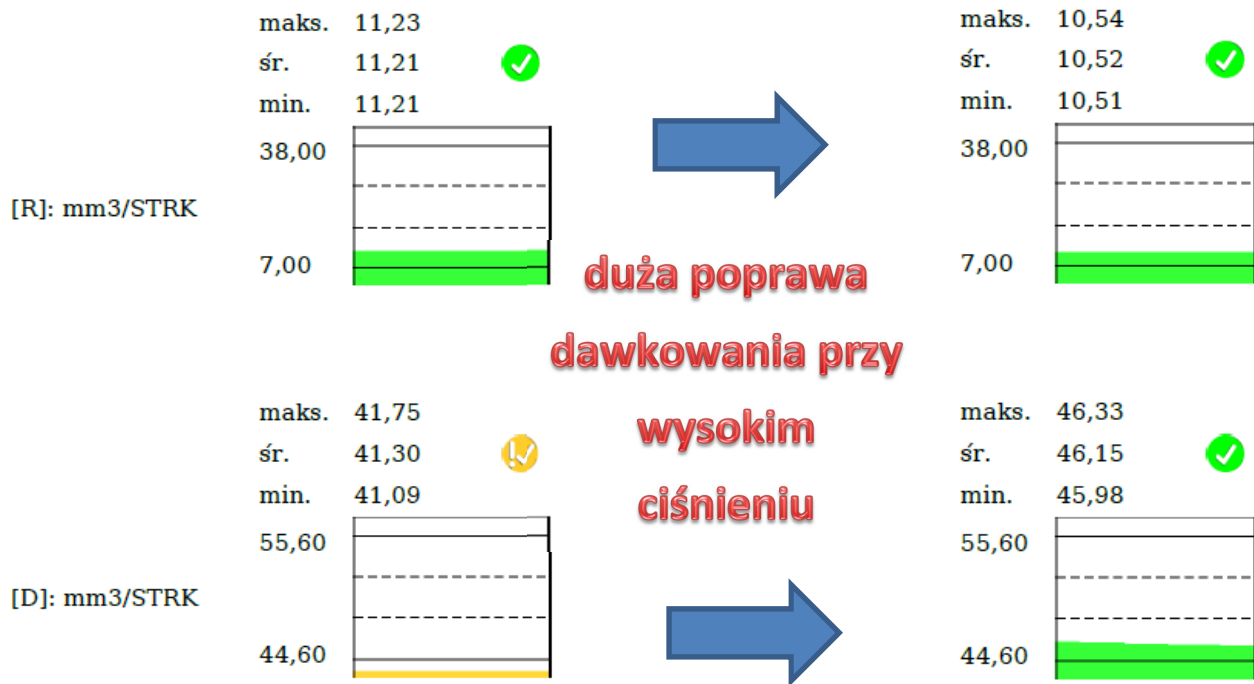 maks. 11,23
śr. 11,21
min. 11,21
38,00
[R]: mm3/STRK
7,00
maks. 10,54
śr. 10,52
min. 10,51
38,00
7,00
duża poprawa
dawkowania przy
wysokim
ciśnieniu
maks. 41,75
śr. 41,30
min. 41,09
55,60
[D]: mm3/STRK
44,60
maks. 46,33
śr. 46,15
min. 45,98
55,60
44,60